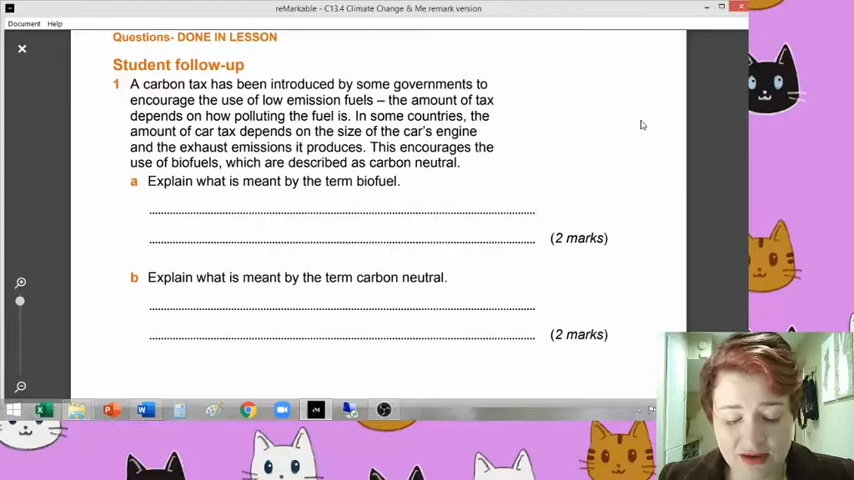 reMarkable - C13.4 Climate Change & Me remark version
Document Help
Questions- DONE IN LESSON
Student follow-up
1 A carbon tax has been introduced by some governments to
encourage the use of low emission fuels – the amount of tax
depends on how polluting the fuel is. In some countries, the
amount of car tax depends on the size of the car's engine
and the exhaust emissions it produces. This encourages the
use of biofuels, which are described as carbon neutral.
a Explain what is meant by the term biofuel.
(2 marks)
b Explain what is meant by the term carbon neutral.
(2 marks)